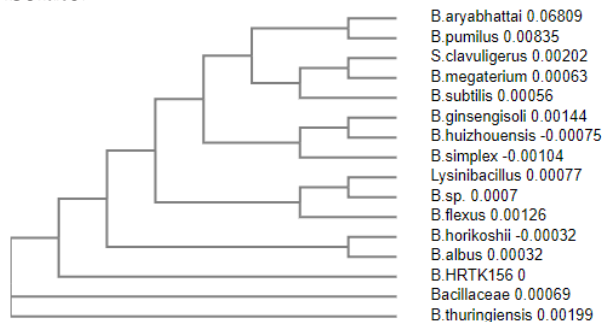 B.aryabhattai 0.06809
B.pumilus 0.00835
S.clavuligerus 0.00202
B.megaterium 0.00063
B.subtilis 0.00056
B.ginsengisoli 0.00144
B.huizhouensis -0.00075
B.simplex -0.00104
Lysinibacillus 0.00077
B.sp. 0.0007
B.flexus 0.00126
B.horikoshii -0.00032
B.albus 0.00032
B.HRTK156 0
Bacillaceae 0.00069
B.thuringiensis 0.00199